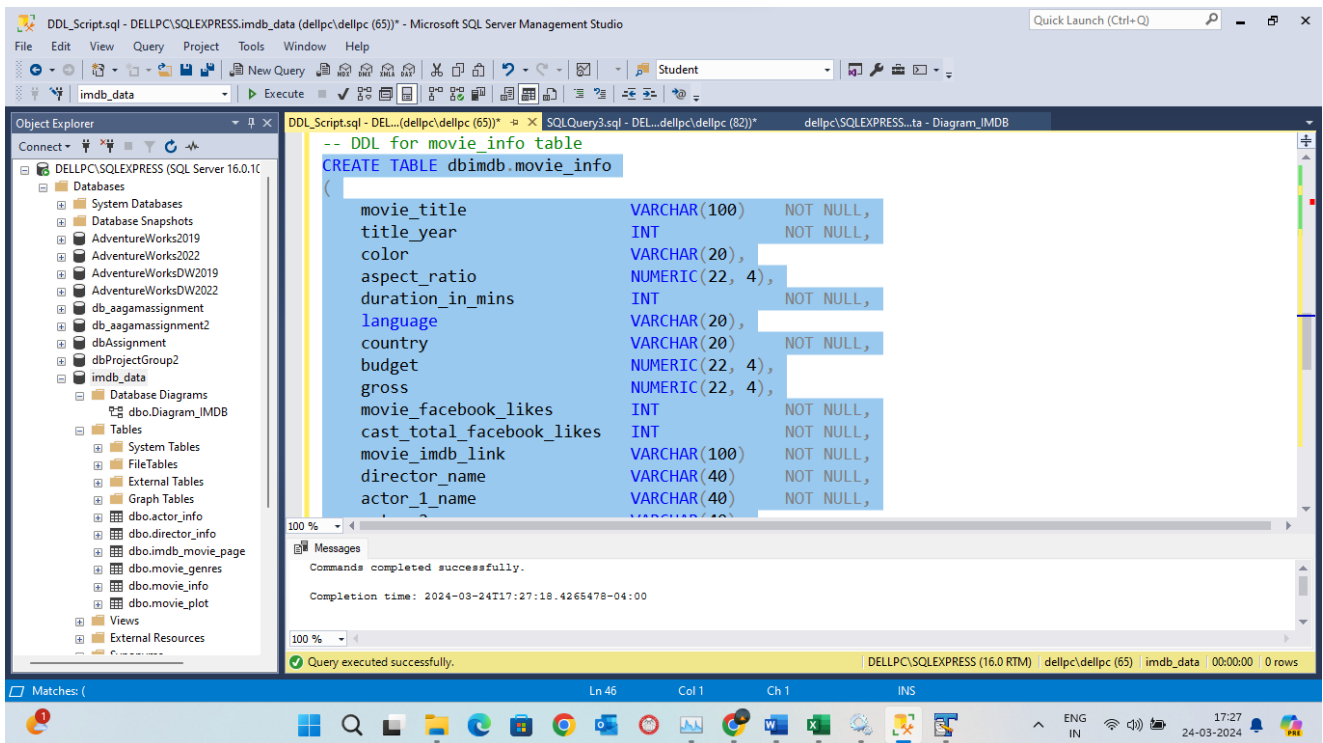 DDL_Script.sql - DELLPC\SQLEXPRESS.imdb_data (dellpc\dellpc (65))* - Microsoft SQL Server Management Studio
Quick Launch (Ctrl+Q)
File Edit View Query Project Tools Window Help
New Query MDX DMX XMLA DAX Student
imdb_data Execute
Object Explorer
DDL_Script.sql - DEL...(dellpc\dellpc (65))* SQLQuery3.sql - DEL...dellpc\dellpc (82))* dellpc\SQLEXPRESS...ta - Diagram_IMDB
Connect
DELLPC\SQLEXPRESS (SQL Server 16.0.10
Databases
System Databases
Database Snapshots
AdventureWorks2019
AdventureWorks2022
AdventureWorksDW2019
AdventureWorksDW2022
db_aagamassignment
db_aagamassignment2
dbAssignment
dbProjectGroup2
imdb_data
Database Diagrams
dbo.Diagram_IMDB
Tables
System Tables
FileTables
External Tables
Graph Tables
dbo.actor_info
dbo.director_info
dbo.imdb_movie_page
dbo.movie_genres
dbo.movie_info
dbo.movie_plot
Views
External Resources
-- DDL for movie_info table
CREATE TABLE dbimdb.movie_info
(
movie_title VARCHAR(100) NOT NULL,
title_year INT NOT NULL,
color VARCHAR(20),
aspect_ratio NUMERIC(22, 4),
duration_in_mins INT NOT NULL,
language VARCHAR(20),
country VARCHAR(20) NOT NULL,
budget NUMERIC(22, 4),
gross NUMERIC(22, 4),
movie_facebook_likes INT NOT NULL,
cast_total_facebook_likes INT NOT NULL,
movie_imdb_link VARCHAR(100) NOT NULL,
director_name VARCHAR(40) NOT NULL,
actor_1_name VARCHAR(40) NOT NULL,
100 %
Messages
Commands completed successfully.
Completion time: 2024-03-24T17:27:18.4265478-04:00
100 %
Query executed successfully. DELLPC\SQLEXPRESS (16.0 RTM) dellpc\dellpc (65) imdb_data 00:00:00 0 rows
Matches: ( Ln 46 Col 1 Ch 1 INS
1
ENG
IN
17:27
24-03-2024
PRE